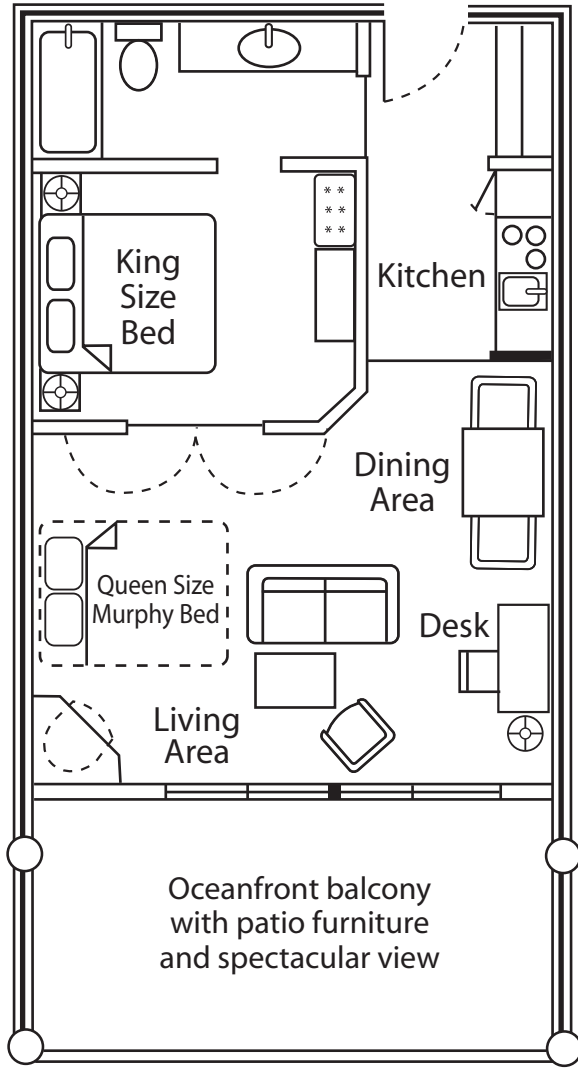 King
Size
Bed
Kitchen
Dining
Area
Queen Size
Murphy Bed
Desk
Living
Area
Oceanfront balcony
with patio furniture
and spectacular view